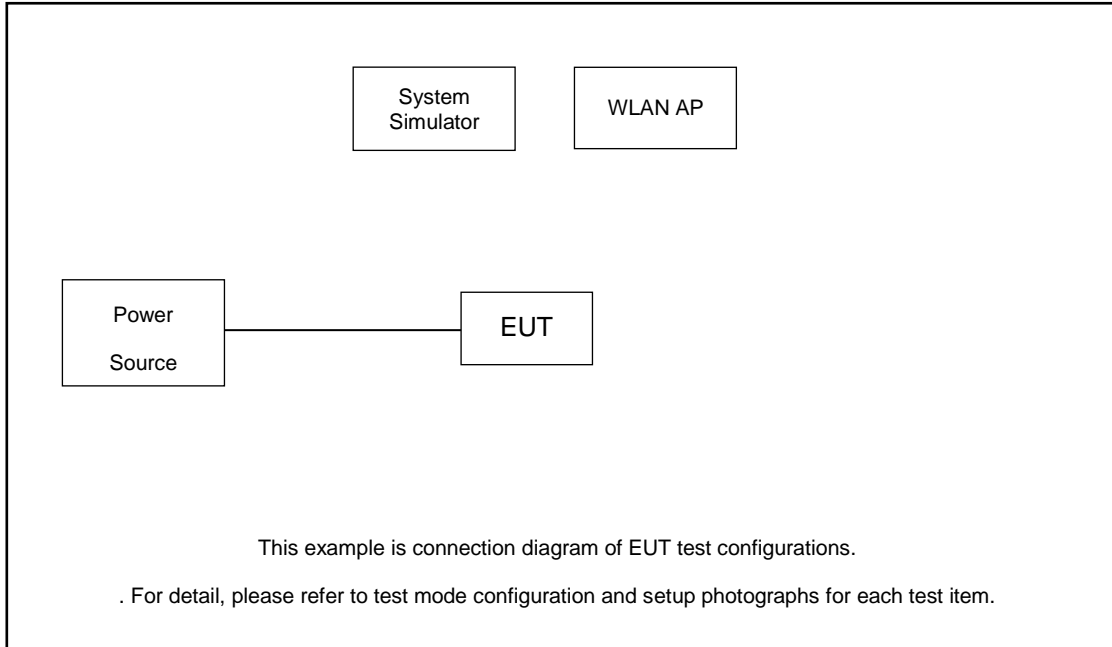 System
Simulator
WLAN AP
Power
Source
EUT
This example is connection diagram of EUT test configurations.
. For detail, please refer to test mode configuration and setup photographs for each test item.